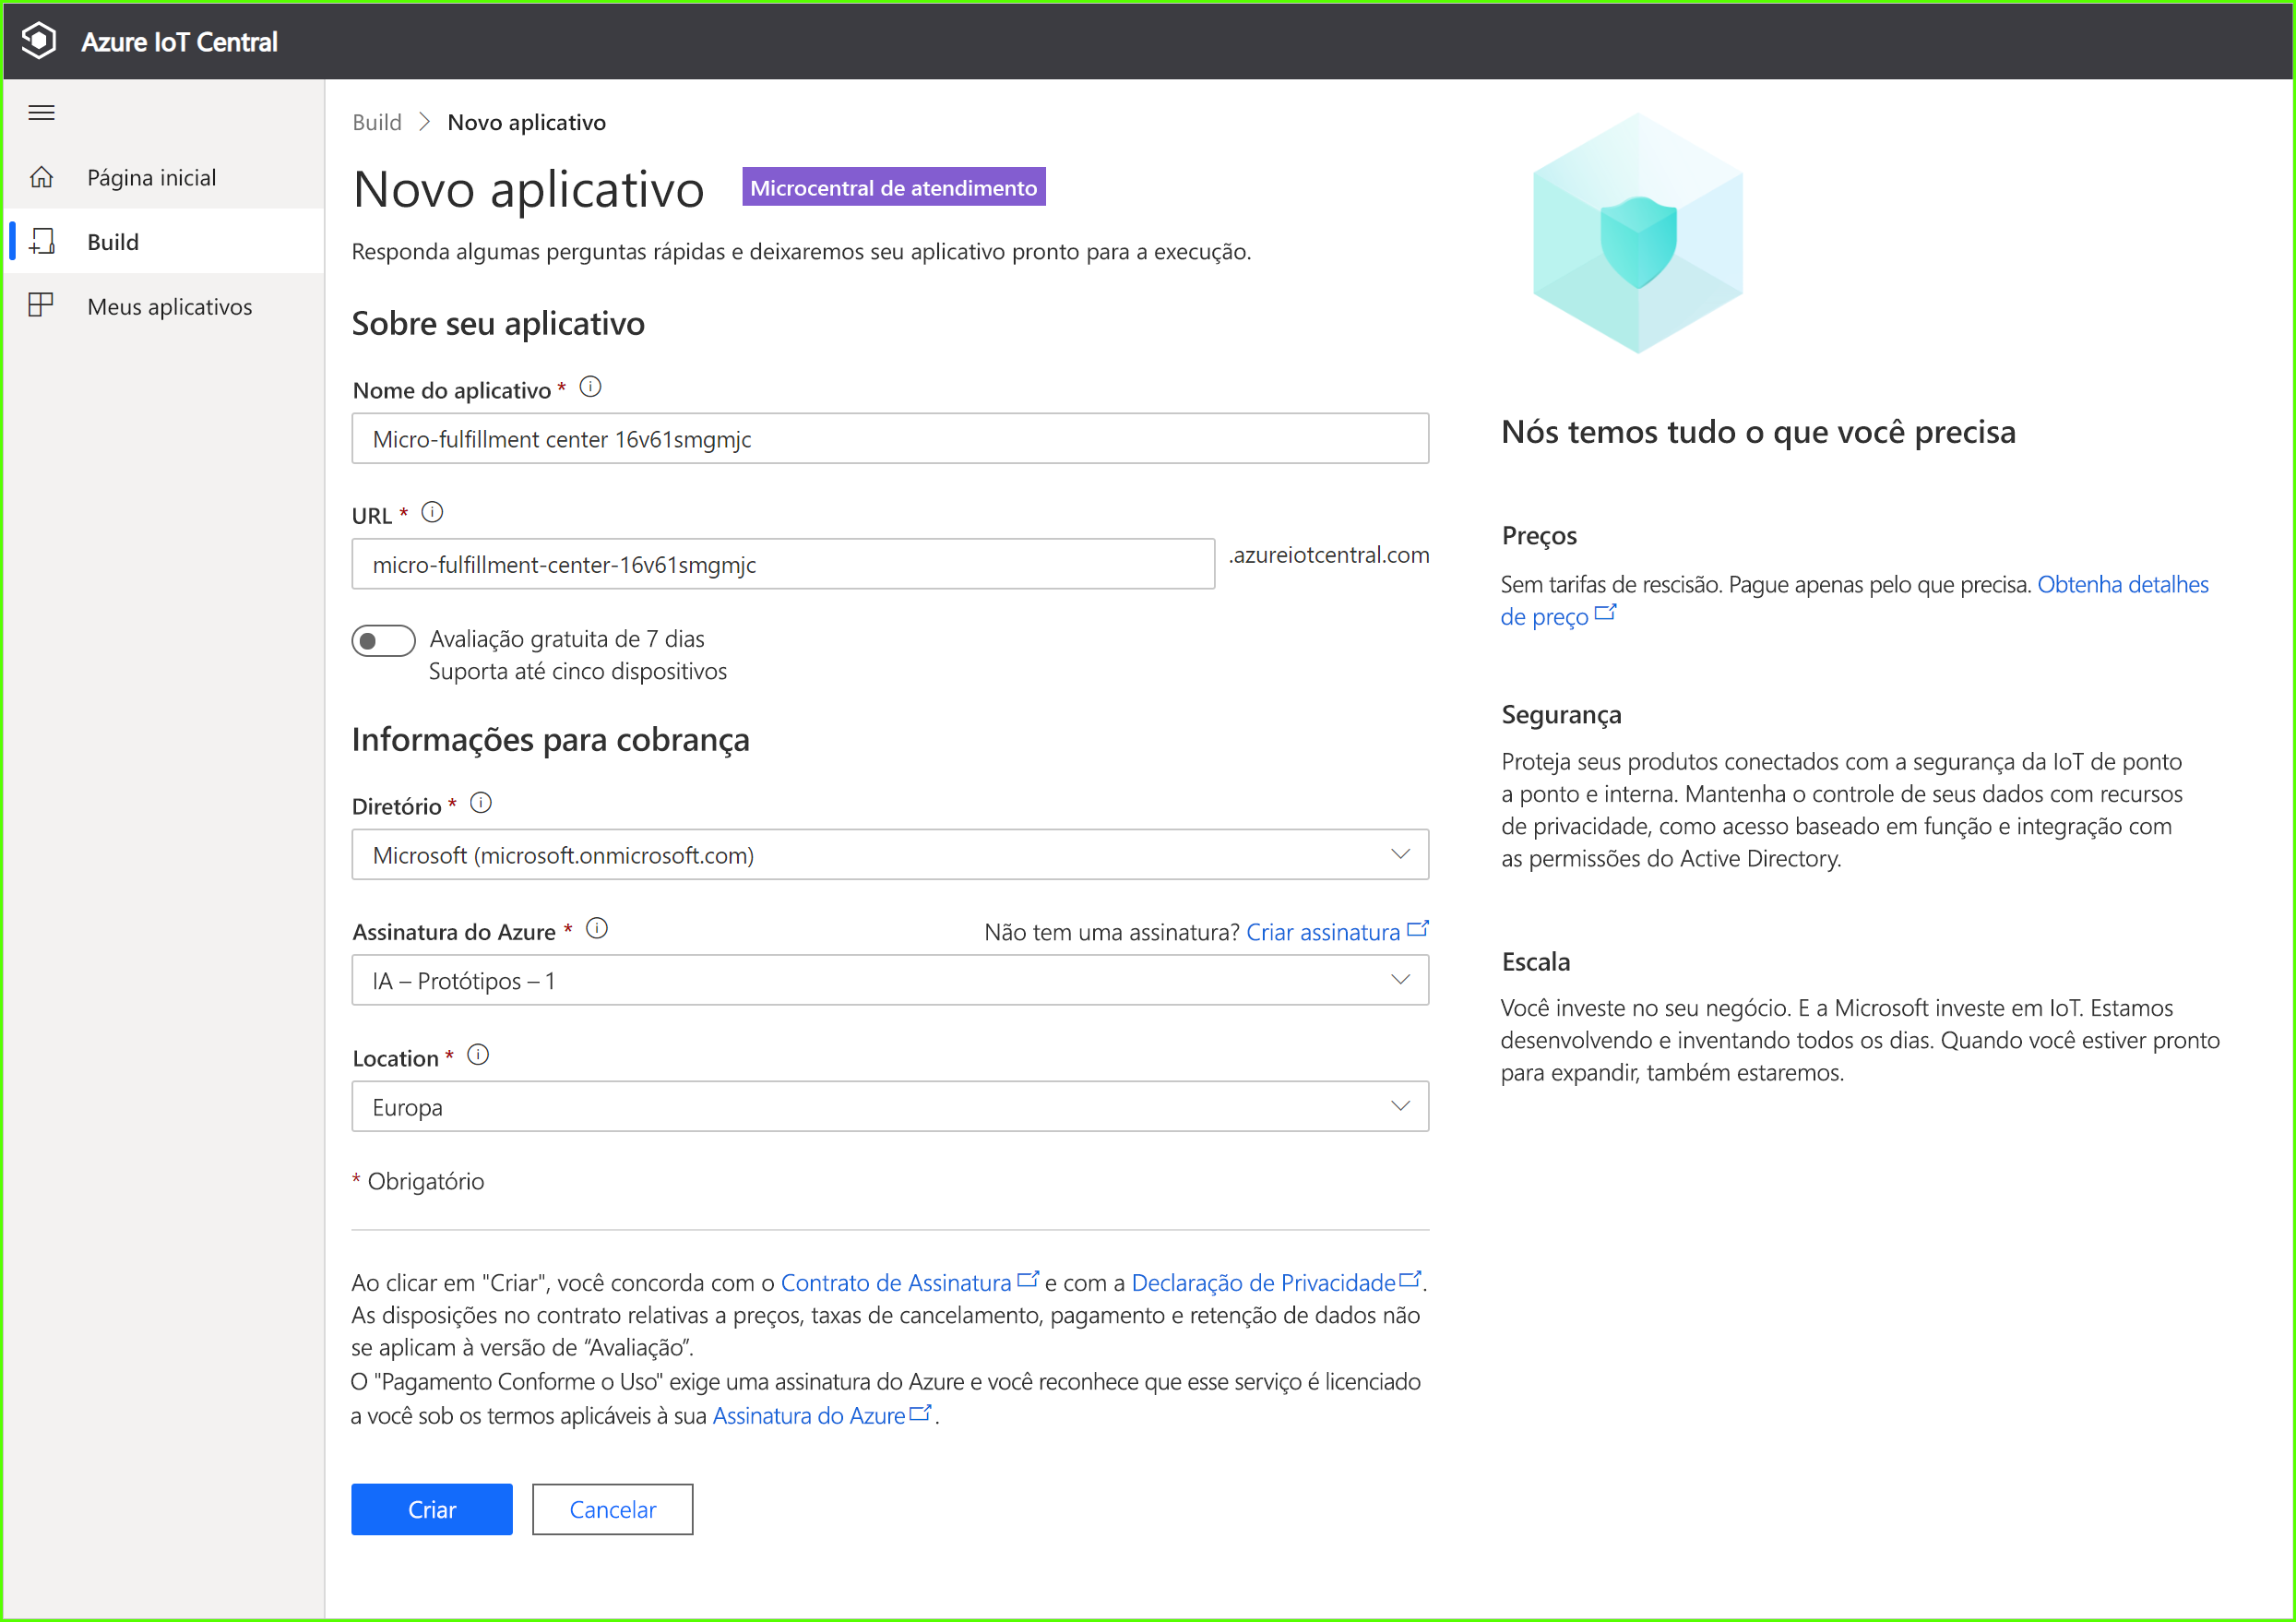 Azure IoT Central
Página inicial
Build
Meus aplicativos
Build > Novo aplicativo
Novo aplicativo
Microcentral de atendimento
Responda algumas perguntas rápidas e deixaremos seu aplicativo pronto para a execução.
Sobre seu aplicativo
Nome do aplicativo *
Micro-fulfillment center 16v61smgmjc
URL *
micro-fulfillment-center-16v61smgmjc
.azureiotcentral.com
Avaliação gratuita de 7 dias
Suporta até cinco dispositivos
Informações para cobrança
Diretório *
Microsoft (microsoft.onmicrosoft.com)
Assinatura do Azure *
Não tem uma assinatura? Criar assinatura
IA – Protótipos – 1
Location *
Europa
* Obrigatório
Ao clicar em "Criar", você concorda com o Contrato de Assinatura e com a Declaração de Privacidade.
As disposições no contrato relativas a preços, taxas de cancelamento, pagamento e retenção de dados não
se aplicam à versão de “Avaliação”.
O "Pagamento Conforme o Uso" exige uma assinatura do Azure e você reconhece que esse serviço é licenciado
a você sob os termos aplicáveis à sua Assinatura do Azure.
Criar
Cancelar
Nós temos tudo o que você precisa
Preços
Sem tarifas de rescisão. Pague apenas pelo que precisa. Obtenha detalhes
de preço
Segurança
Proteja seus produtos conectados com a segurança da IoT de ponto
a ponto e interna. Mantenha o controle de seus dados com recursos
de privacidade, como acesso baseado em função e integração com
as permissões do Active Directory.
Escala
Você investe no seu negócio. E a Microsoft investe em IoT. Estamos
desenvolvendo e inventando todos os dias. Quando você estiver pronto
para expandir, também estaremos.